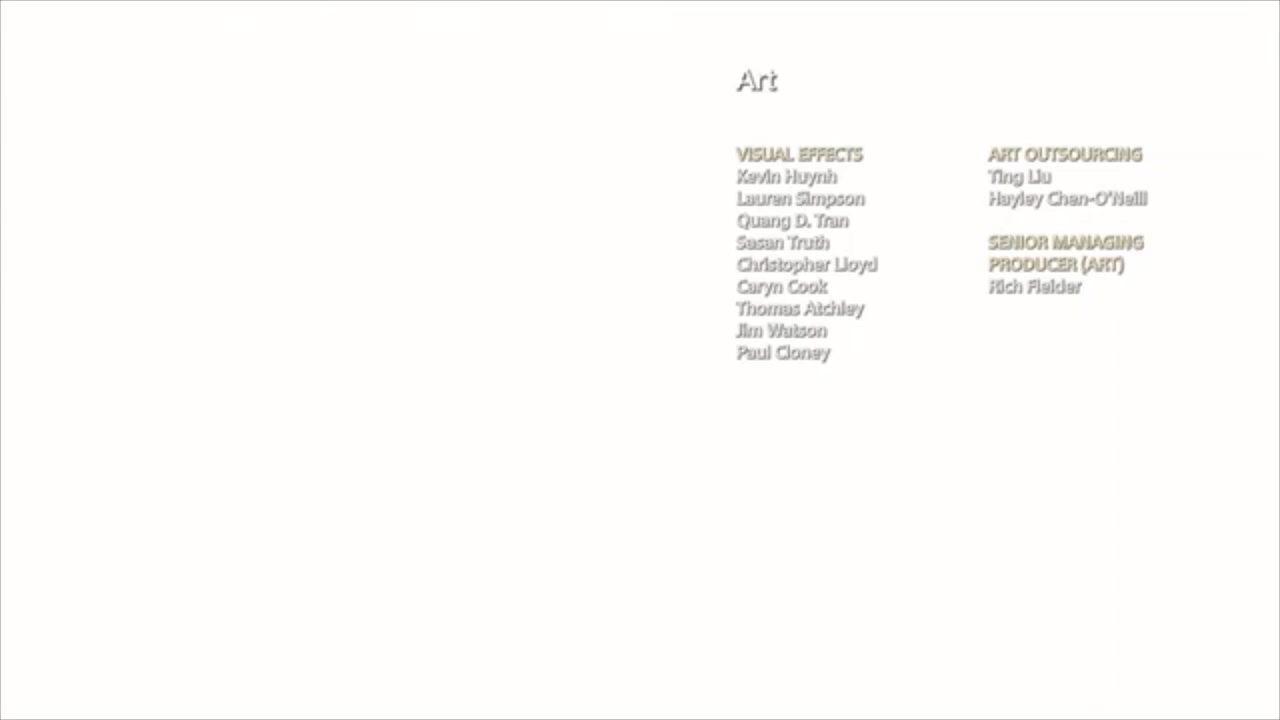 Art
VISUAL EFFECTS
Kevin Huynh
Lauren Simpson
Quang D. Tran
Sasan Truth
Christopher Lloyd
Caryn Cook
Thomas Atchley
Jim Watson
Paul Cloney
ART OUTSOURCING
Ting Liu
Hayley Chen-O'Neill
SENIOR MANAGING
PRODUCER (ART)
Rich Fielder